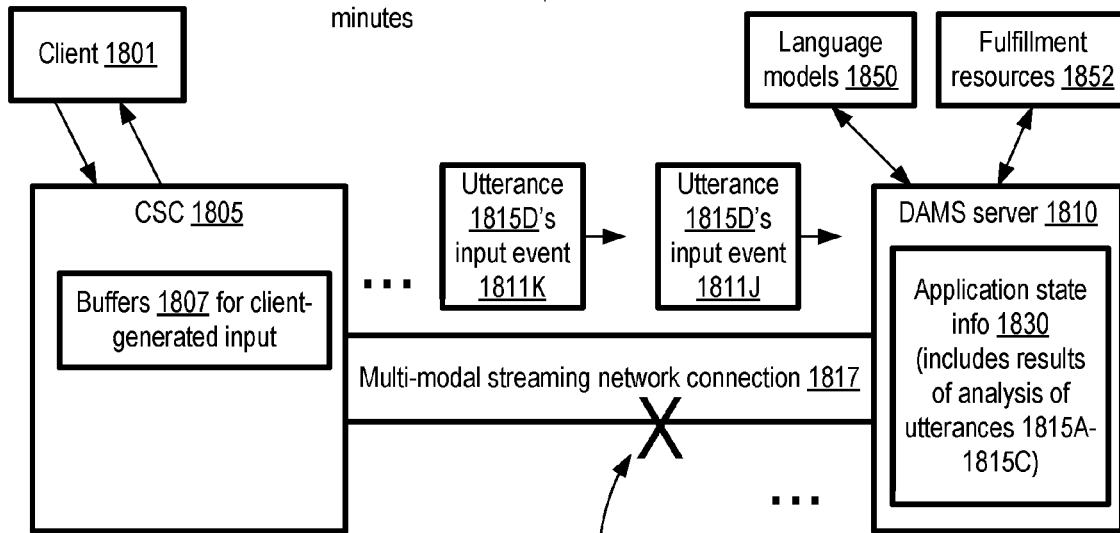 minutes
Client 1801
Language
models 1850
Fulfillment
resources 1852
CSC 1805
Buffers 1807 for client-
generated input
...
Utterance
1815D's
input event
1811K
Utterance
1815D's
input event
1811J
DAMS server 1810
Application state
info 1830
(includes results
of analysis of
utterances 1815A-
1815C)
Multi-modal streaming network connection 1817
X
...